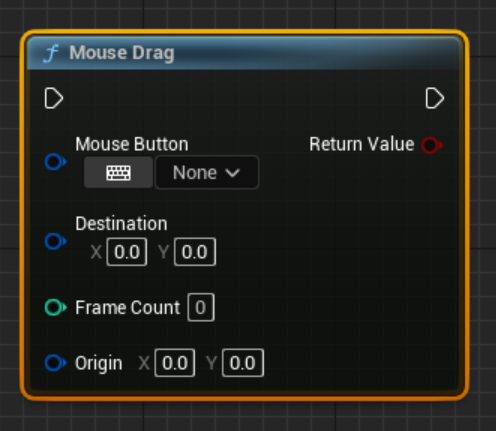 f Mouse Drag
Mouse Button
Return Value
None
Destination
X 0.0 Y 0.0
Frame Count 0
Origin X 0.0 Y 0.0